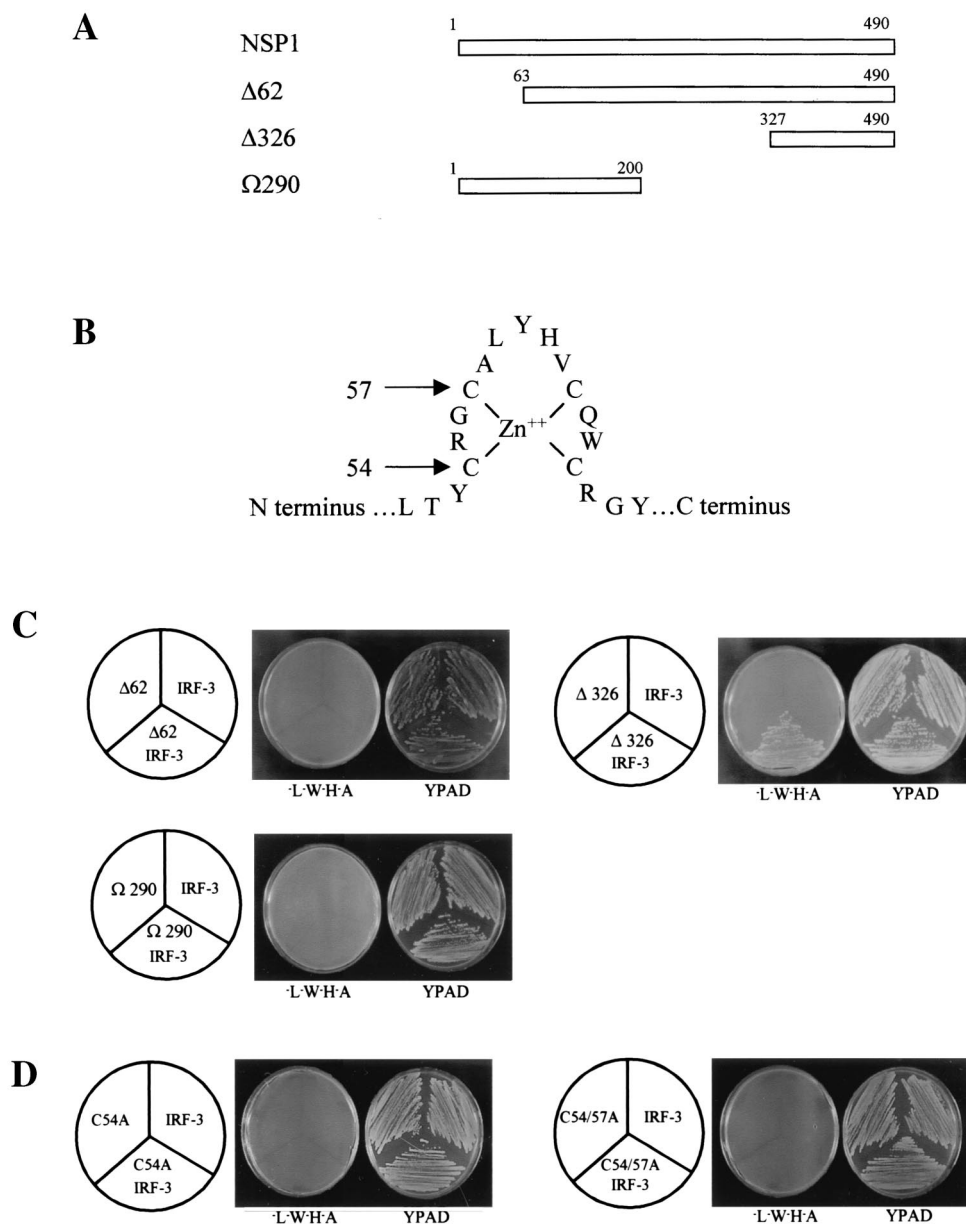 A
NSP1 1 490
Δ62 63 490
Δ326 327 490
Ω290 1 200
B
Y
L H
A V
57 C C
G Q
Zn++
R W
54 C C
Y R
N terminus ...L T G Y...C terminus
C
Δ62 IRF-3
Δ62
IRF-3
-L-W-H-A YPAD
Δ 326 IRF-3
Δ 326
IRF-3
-L-W-H-A YPAD
Ω 290 IRF-3
Ω 290
IRF-3
-L-W-H-A YPAD
D
C54A IRF-3
C54A
IRF-3
-L-W-H-A YPAD
C54/57A IRF-3
C54/57A
IRF-3
-L-W-H-A YPAD